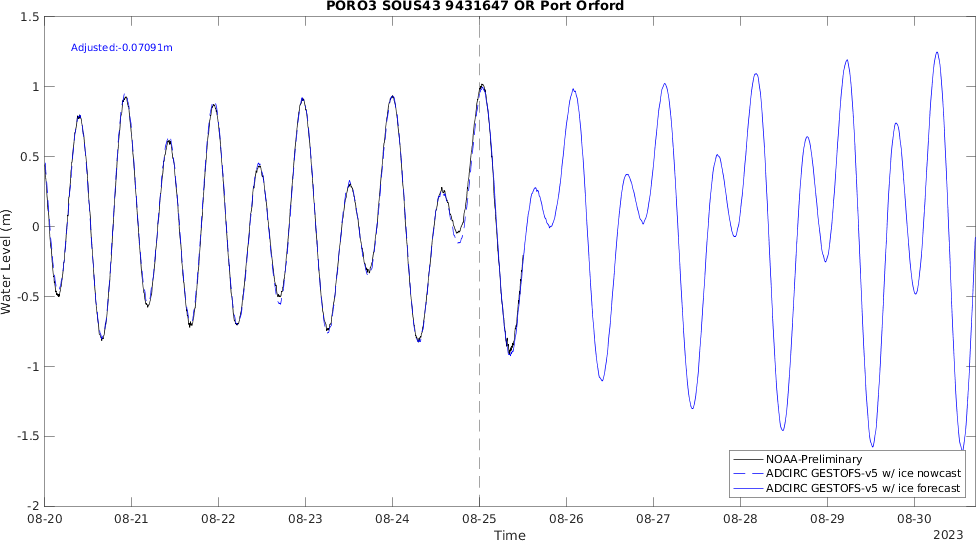 PORO3 SOUS43 9431647 OR Port Orford
Adjusted:-0.07091m
1.5
1
0.5
0
-0.5
-1
-1.5
-2
Water Level (m)
NOAA-Preliminary
ADCIRC GESTOFS-v5 w/ ice nowcast
ADCIRC GESTOFS-v5 w/ ice forecast
08-20 08-21 08-22 08-23 08-24 08-25 08-26 08-27 08-28 08-29 08-30
Time
2023